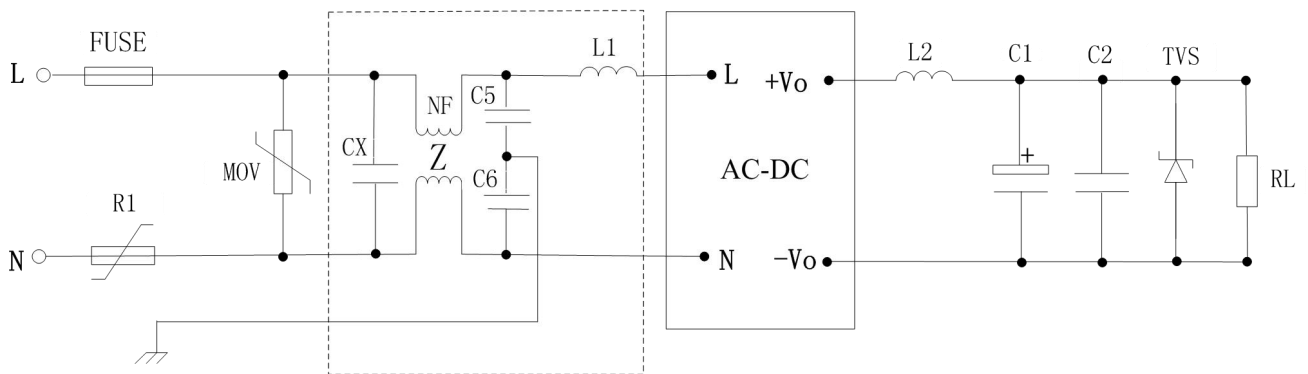 FUSE
L
MOV
R1
N
CX
NF
Z
C5
C6
L1
L
N
AC-DC
+Vo
-Vo
L2
C1
+
C2
TVS
RL